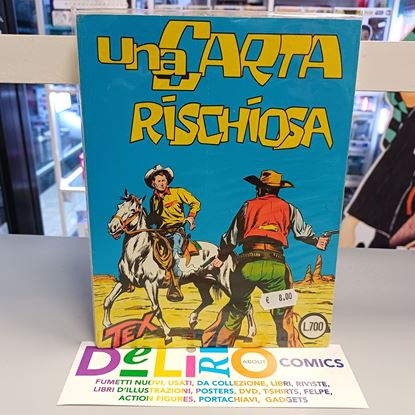 una CARTA
RISCHIOSA
€ 8.00
L.700
TEX
DeLiRiO ABOUT COMICS
FUMETTI NUOVI, USATI, DA COLLEZIONE, LIBRI, RIVISTE,
LIBRI D'ILLUSTRAZIONI, POSTERS, DVD, T-SHIRTS, FELPE,
ACTION FIGURES, PORTACHIAVI, GADGETS